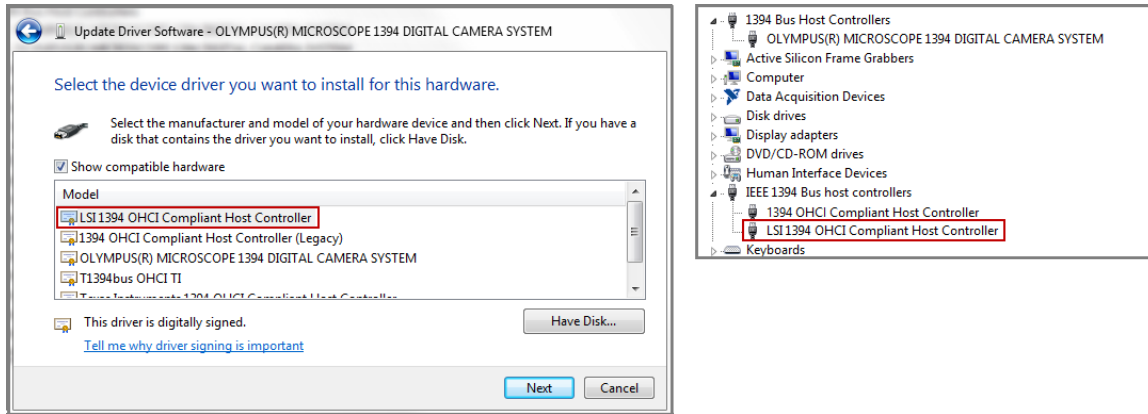 Update Driver Software - OLYMPUS(R) MICROSCOPE 1394 DIGITAL CAMERA SYSTEM
Select the device driver you want to install for this hardware.
Select the manufacturer and model of your hardware device and then click Next. If you have a
disk that contains the driver you want to install, click Have Disk.
Show compatible hardware
Model
LSI 1394 OHCI Compliant Host Controller
1394 OHCI Compliant Host Controller (Legacy)
OLYMPUS(R) MICROSCOPE 1394 DIGITAL CAMERA SYSTEM
T1394bus OHCI TI
Texas Instruments 1394 OHCI Compliant Host Controller
This driver is digitally signed.
Have Disk...
Tell me why driver signing is important
Next
Cancel
1394 Bus Host Controllers
OLYMPUS(R) MICROSCOPE 1394 DIGITAL CAMERA SYSTEM
Active Silicon Frame Grabbers
Computer
Data Acquisition Devices
Disk drives
Display adapters
DVD/CD-ROM drives
Human Interface Devices
IEEE 1394 Bus host controllers
1394 OHCI Compliant Host Controller
LSI 1394 OHCI Compliant Host Controller
Keyboards